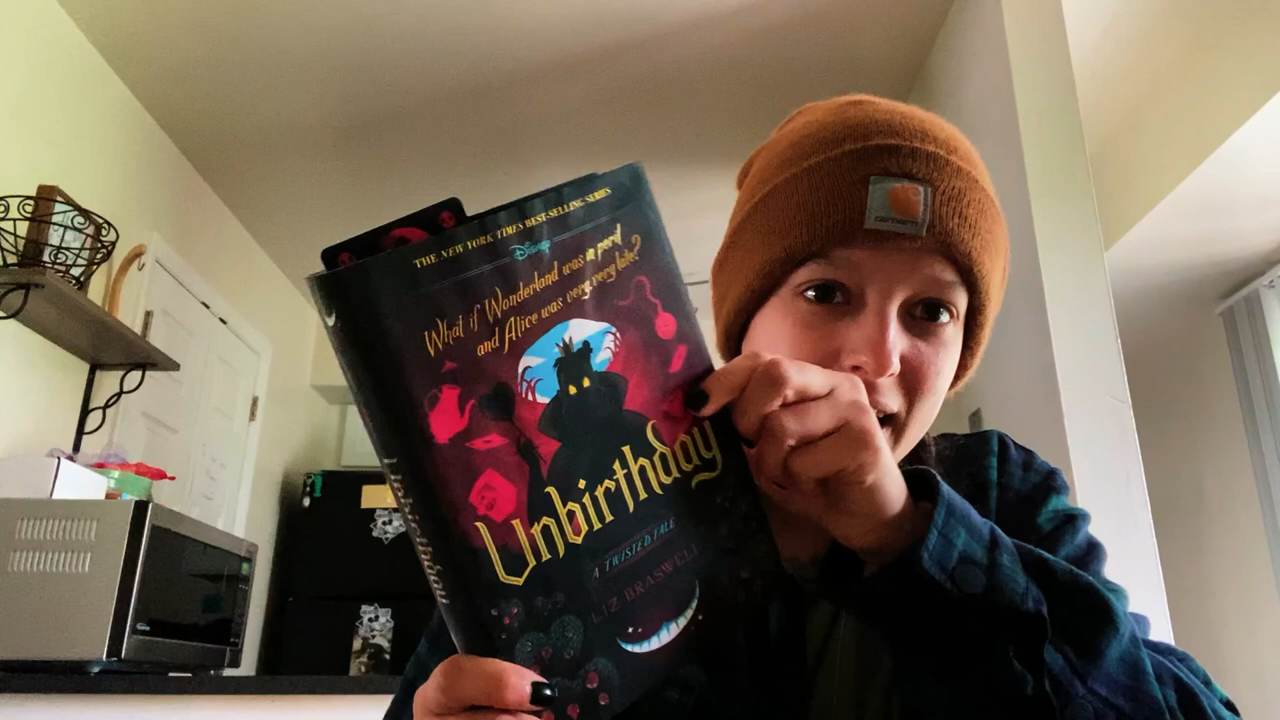 THE NEW YORK TIMES BEST-SELLING SERIES
Disney
What if Wonderland was in peril
and Alice was very, very late?
Unbirthday
A TWISTED TALE
LIZ BRASWELL
Unbirthday
carhartt